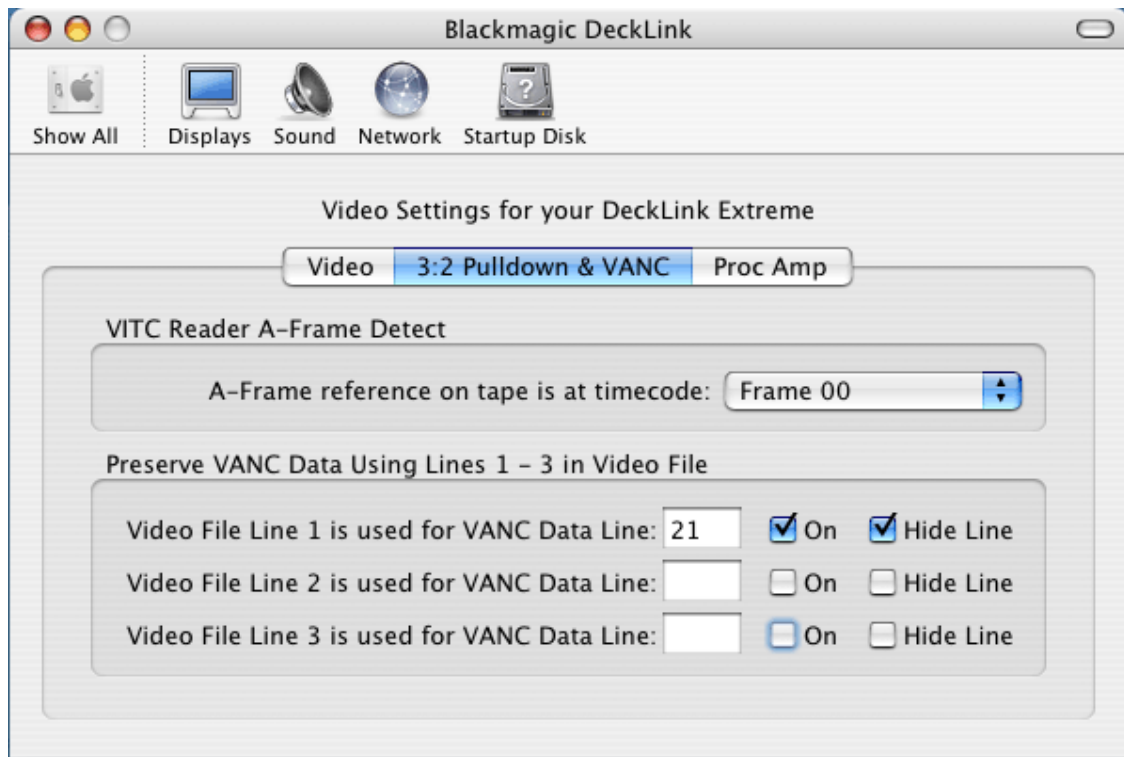 Blackmagic DeckLink
Show All Displays Sound Network Startup Disk
Video Settings for your DeckLink Extreme
Video 3:2 Pulldown & VANC Proc Amp
VITC Reader A-Frame Detect
A-Frame reference on tape is at timecode: Frame 00
Preserve VANC Data Using Lines 1 – 3 in Video File
Video File Line 1 is used for VANC Data Line: 21 On Hide Line
Video File Line 2 is used for VANC Data Line: On Hide Line
Video File Line 3 is used for VANC Data Line: On Hide Line